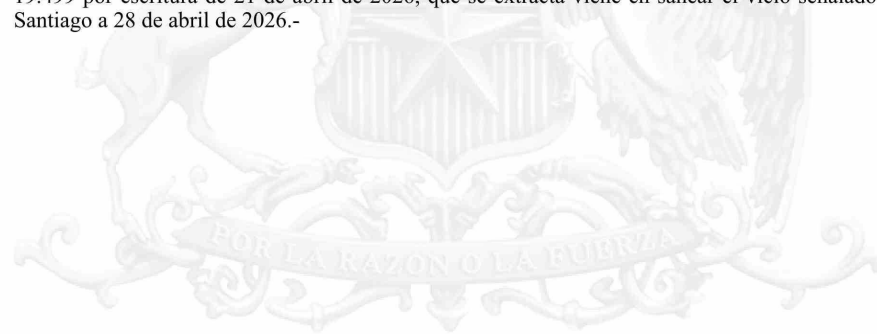 19.499 por escritura de 21 de abril de 2026, que se extracta viene en sanear el vicio señalado
Santiago a 28 de abril de 2026.-
POR LA RAZON O LA FUERZA